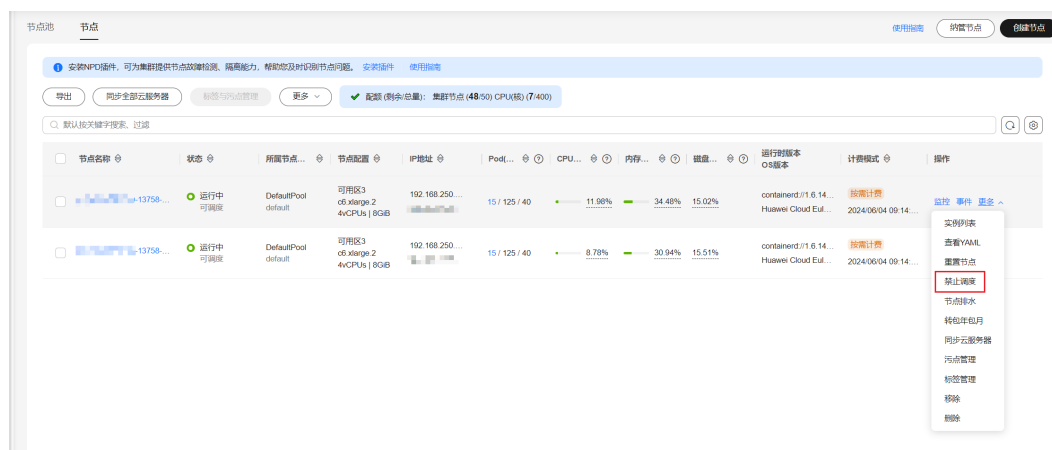 节点池 节点 使用指南 纳管节点 创建节点
安装NPD插件，可为集群提供节点故障检测、隔离能力，帮助您及时识别节点问题。 安装插件 使用指南
导出 同步全部云服务器 标签与污点管理 更多 配额 (剩余/总量)： 集群节点 (48/50) CPU(核) (7/400)
默认按关键字搜索、过滤
节点名称 状态 所属节点... 节点配置 IP地址 Pod(... CPU... 内存... 磁盘... 运行时版本 计费模式 操作
OS版本
-13758-... 运行中 DefaultPool 可用区3 192.168.250.... 15 / 125 / 40 11.98% 34.48% 15.02% containerd://1.6.14... 按需计费 监控 事件 更多
可调度 default c6.xlarge.2 Huawei Cloud Eul... 2024/06/04 09:14:...
4vCPUs | 8GiB
-13758-... 运行中 DefaultPool 可用区3 192.168.250.... 15 / 125 / 40 8.78% 30.94% 15.51% containerd://1.6.14... 按需计费
可调度 default c6.xlarge.2 Huawei Cloud Eul... 2024/06/04 09:14:...
4vCPUs | 8GiB
实例列表
查看YAML
重置节点
禁止调度
节点排水
转包年包月
同步云服务器
污点管理
标签管理
移除
删除